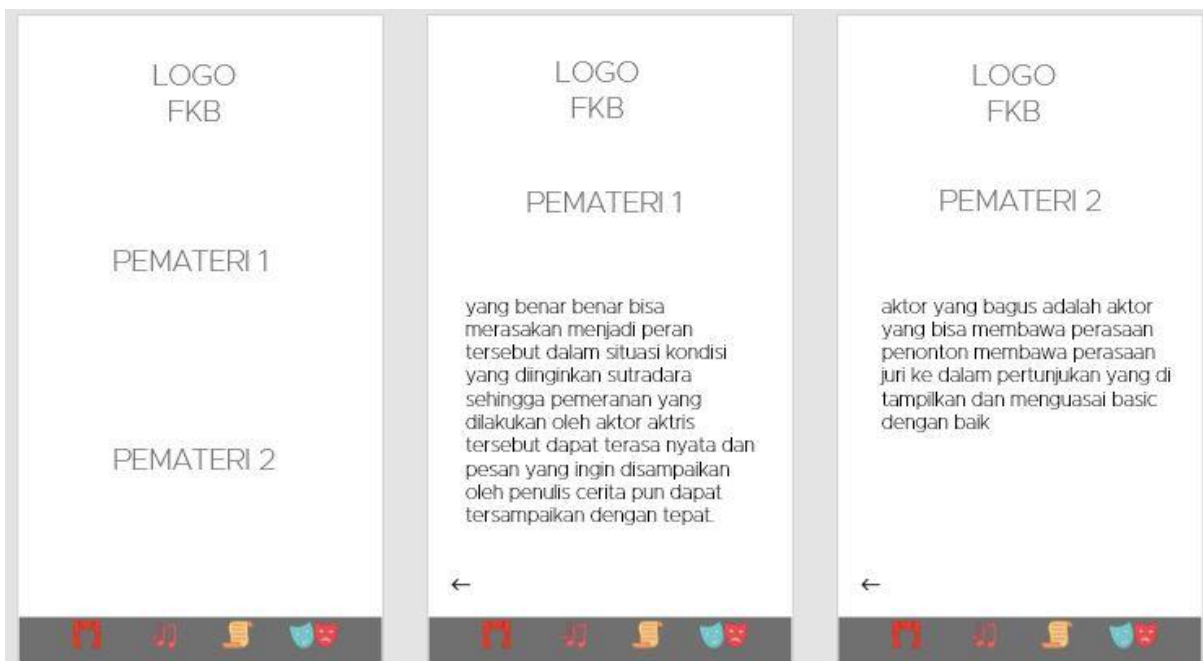 LOGO
FKB
PEMATERI 1
PEMATERI 2
LOGO
FKB
PEMATERI 1
yang benar benar bisa
merasakan menjadi peran
tersebut dalam situasi kondisi
yang diinginkan sutradara
sehingga pemeranan yang
dilakukan oleh aktor aktris
tersebut dapat terasa nyata dan
pesan yang ingin disampaikan
oleh penulis cerita pun dapat
tersampaikan dengan tepat.
LOGO
FKB
PEMATERI 2
aktor yang bagus adalah aktor
yang bisa membawa perasaan
penonton membawa perasaan
juri ke dalam pertunjukan yang di
tampilkan dan menguasai basic
dengan baik